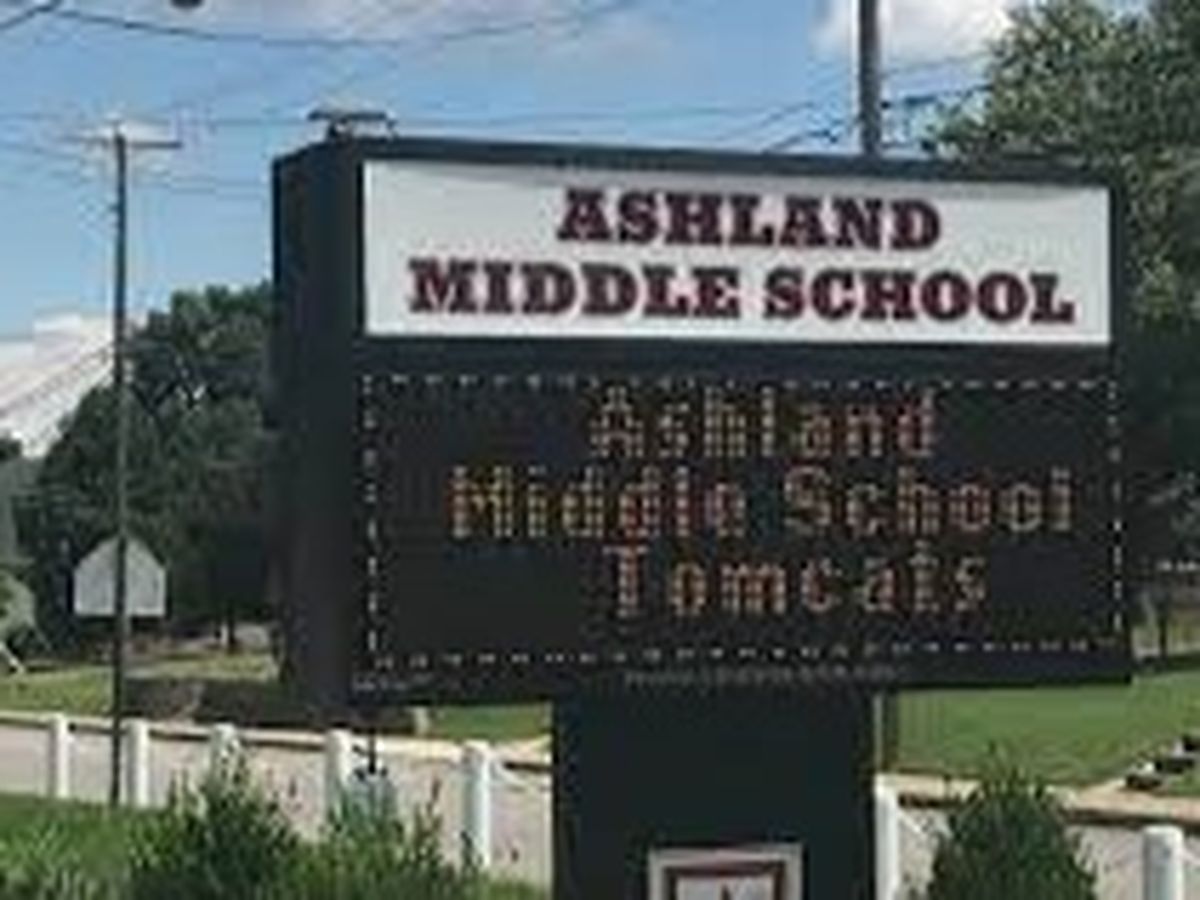 ASHLAND
MIDDLE SCHOOL
Ashland
Middle School
Tomcats